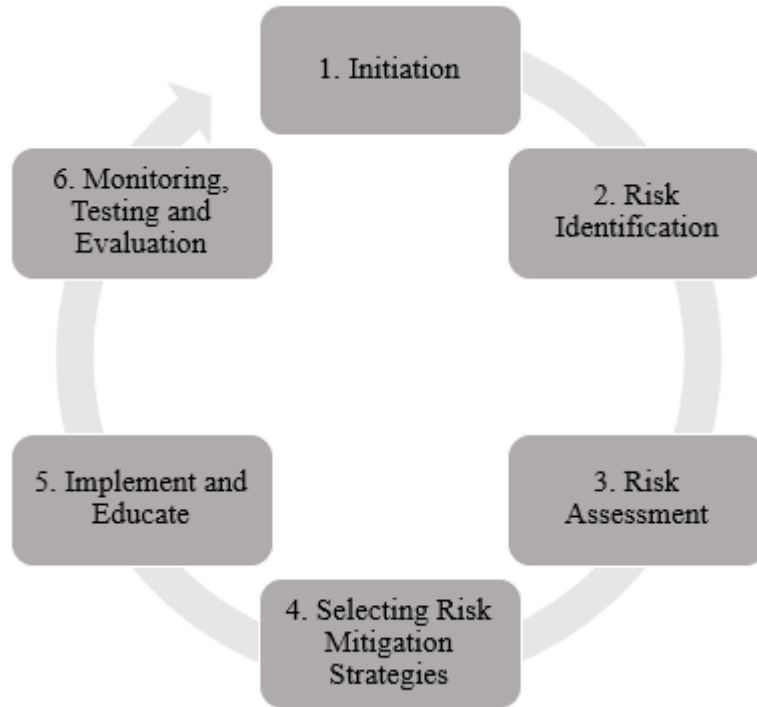 1. Initiation
2. Risk
Identification
3. Risk
Assessment
4. Selecting Risk
Mitigation
Strategies
5. Implement and
Educate
6. Monitoring,
Testing and
Evaluation